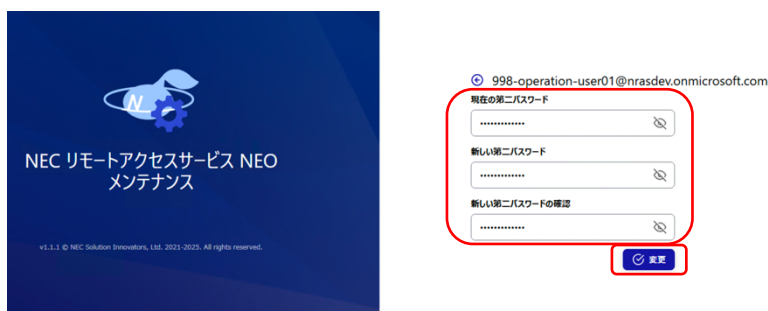 N
NEC リモートアクセスサービス NEO
メンテナンス
v1.1.1 © NEC Solution Innovators, Ltd. 2021-2025. All rights reserved.
998-operation-user01@nrasdev.onmicrosoft.com
現在の第二パスワード
•••••••••••••
新しい第二パスワード
•••••••••••••
新しい第二パスワードの確認
•••••••••••••
変更